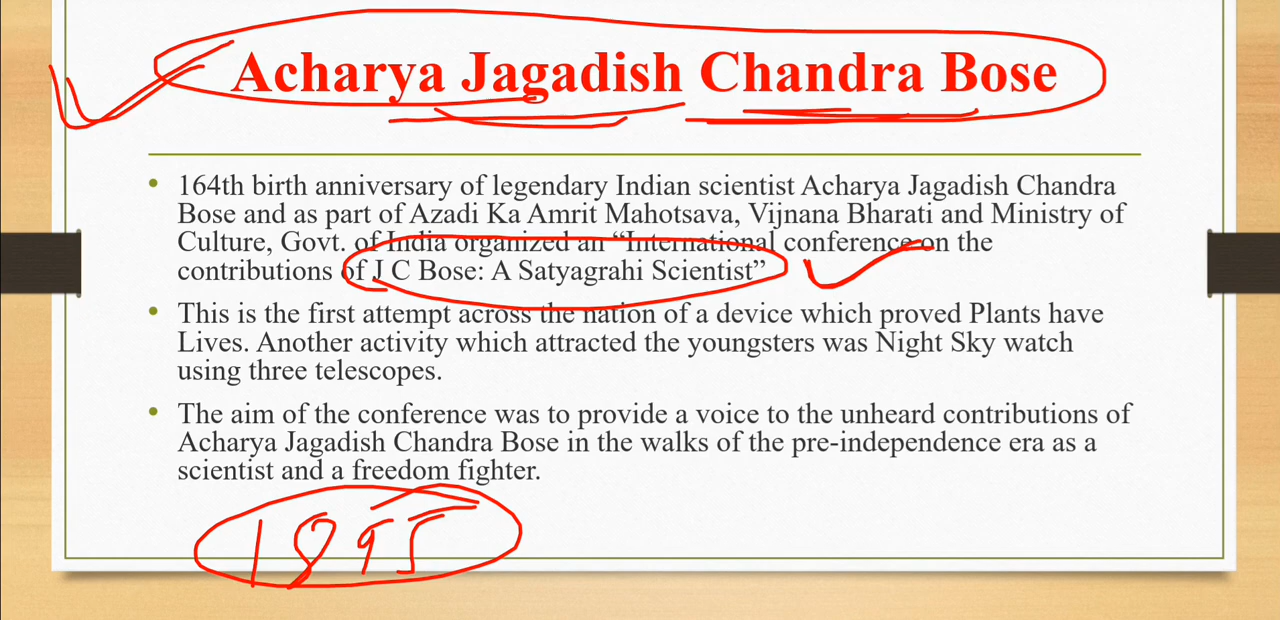 Acharya Jagadish Chandra Bose
• 164th birth anniversary of legendary Indian scientist Acharya Jagadish Chandra
Bose and as part of Azadi Ka Amrit Mahotsava, Vijnana Bharati and Ministry of
Culture, Govt. of India organized an “International conference on the
contributions of J C Bose: A Satyagrahi Scientist”
• This is the first attempt across the nation of a device which proved Plants have
Lives. Another activity which attracted the youngsters was Night Sky watch
using three telescopes.
• The aim of the conference was to provide a voice to the unheard contributions of
Acharya Jagadish Chandra Bose in the walks of the pre-independence era as a
scientist and a freedom fighter.
1895